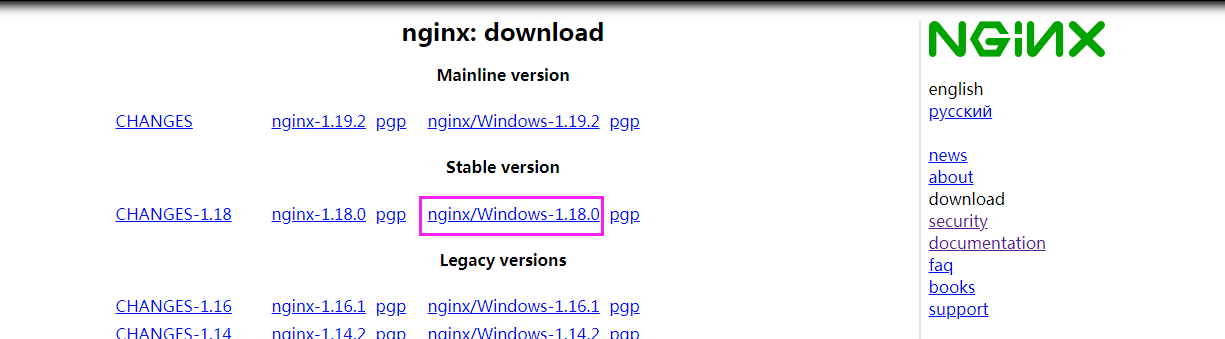 nginx: download
Mainline version
CHANGES nginx-1.19.2 pgp nginx/Windows-1.19.2 pgp
Stable version
CHANGES-1.18 nginx-1.18.0 pgp nginx/Windows-1.18.0 pgp
Legacy versions
CHANGES-1.16 nginx-1.16.1 pgp nginx/Windows-1.16.1 pgp
CHANGES-1.14 nginx-1.14.2 pgp nginx/Windows-1.14.2 pgp
NGiNX
english
русский
news
about
download
security
documentation
faq
books
support